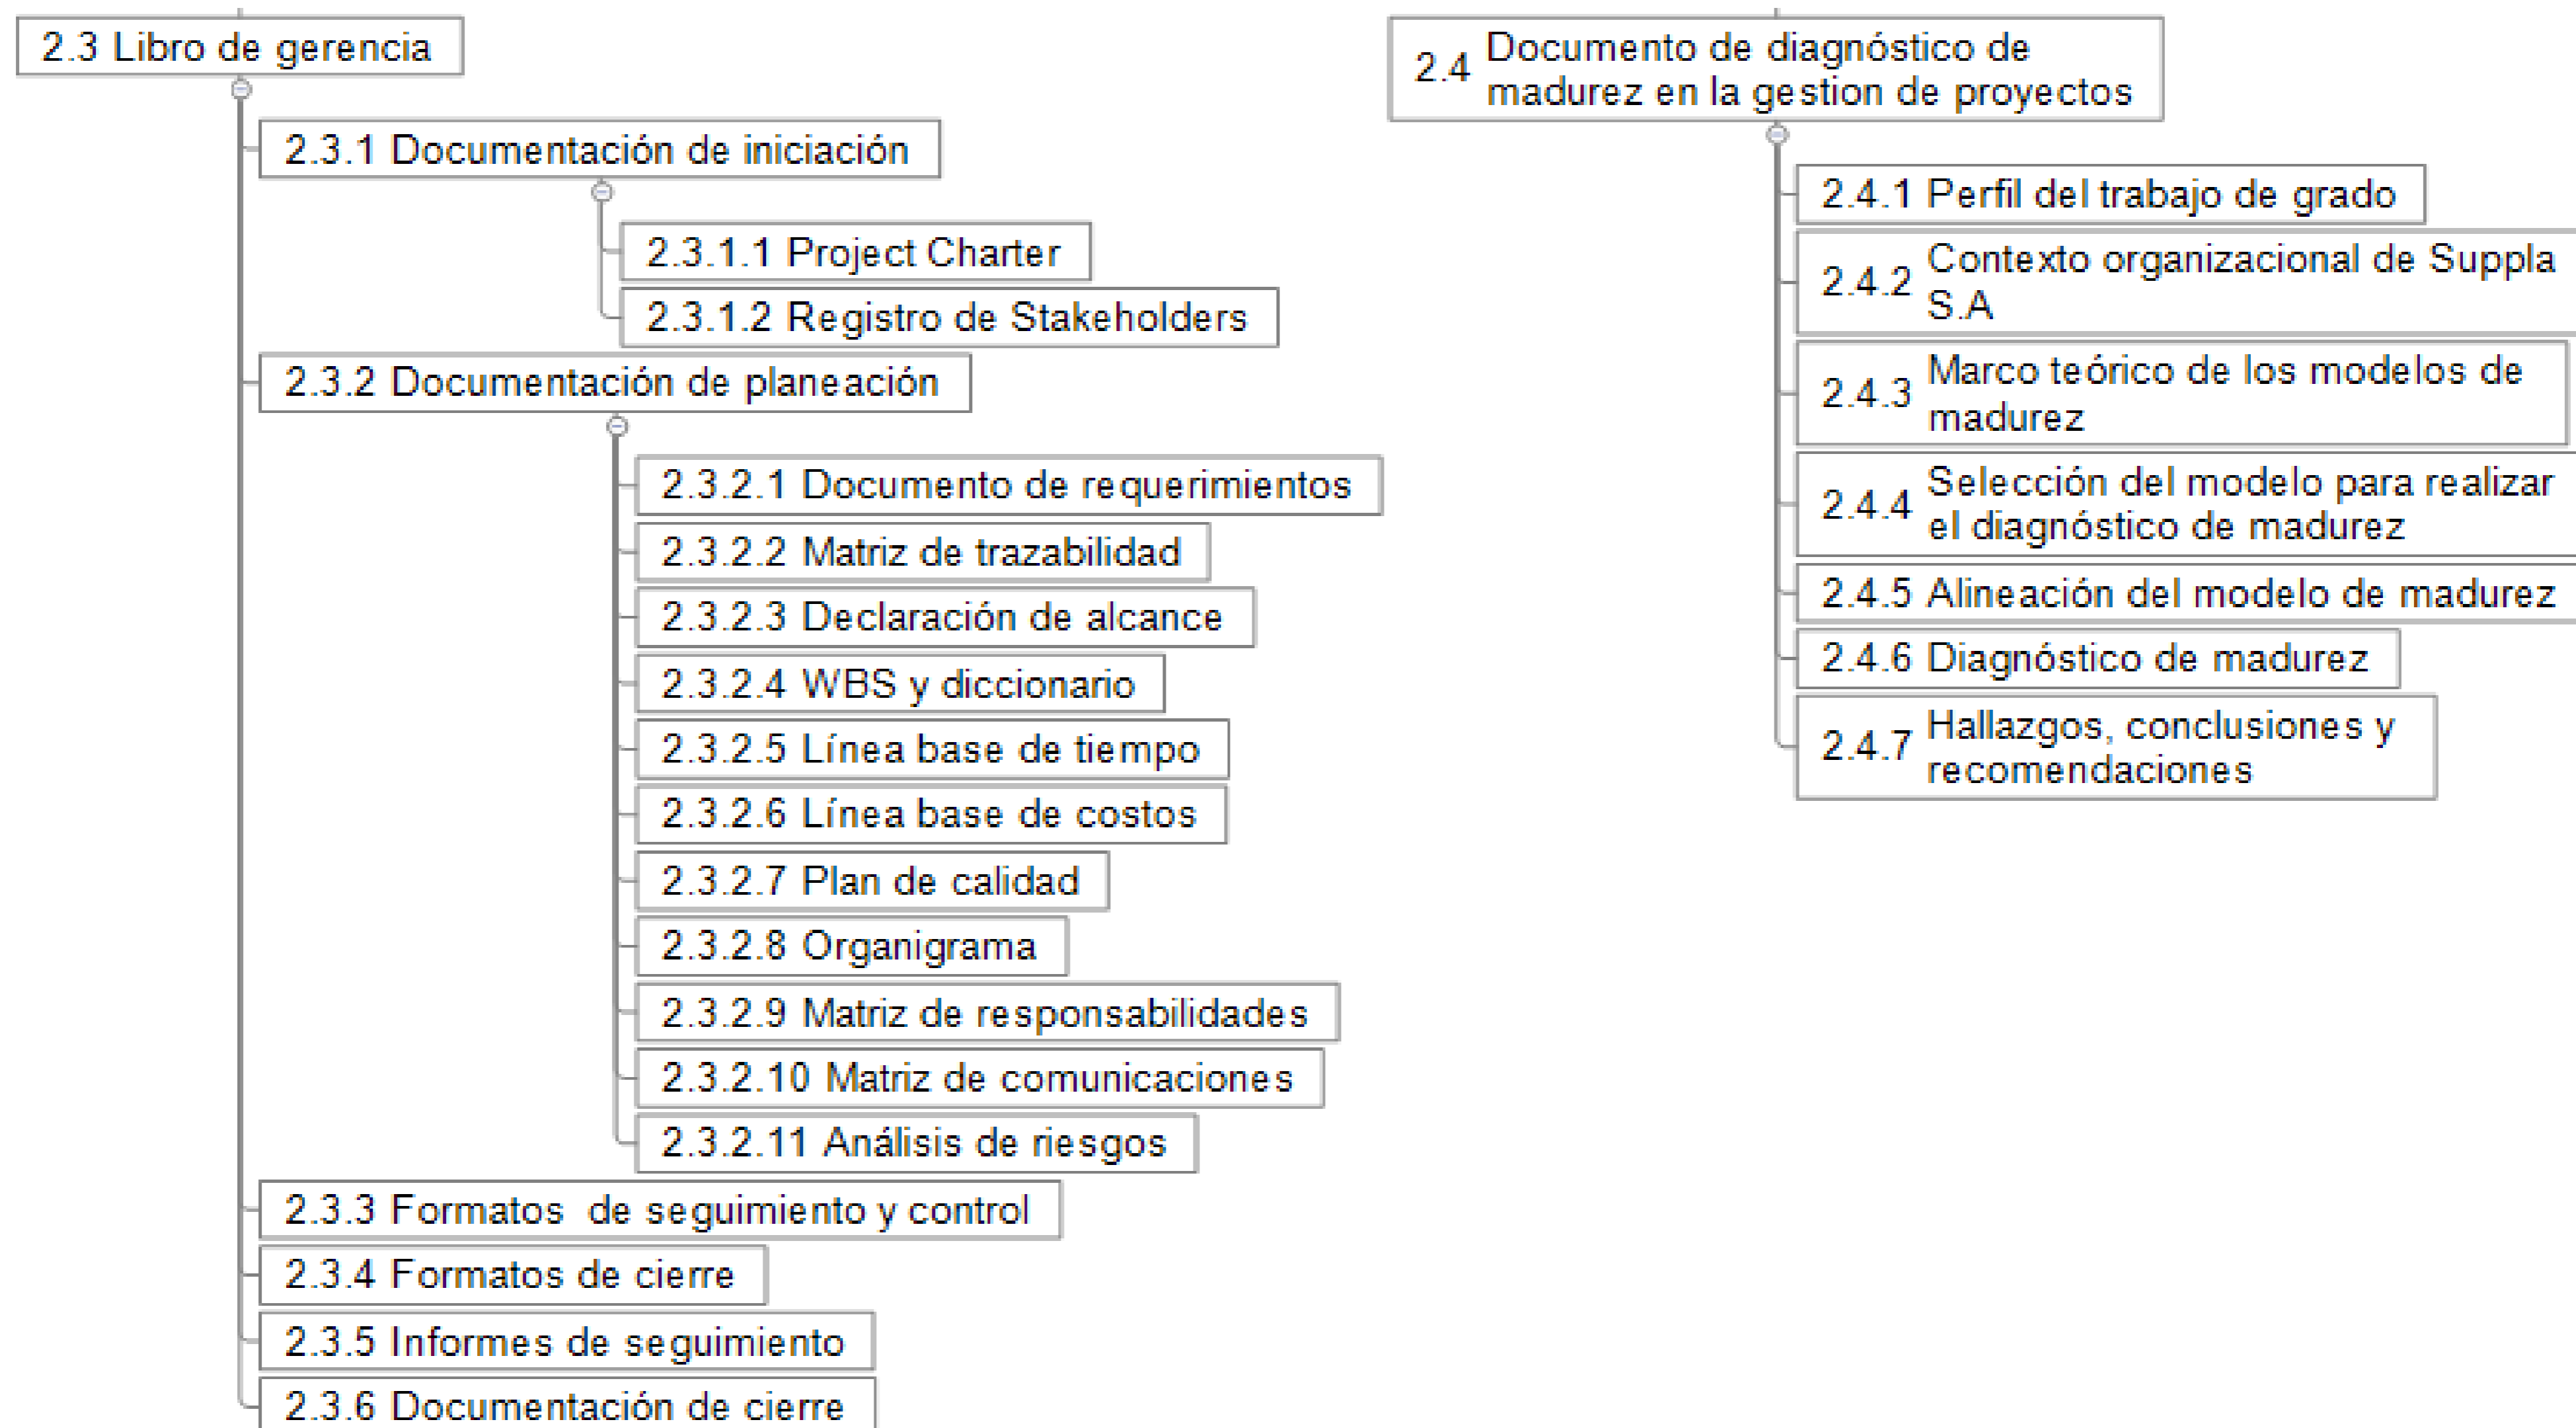 2.3 Libro de gerencia
2.3.1 Documentación de iniciación
2.3.1.1 Project Charter
2.3.1.2 Registro de Stakeholders
2.3.2 Documentación de planeación
2.3.2.1 Documento de requerimientos
2.3.2.2 Matriz de trazabilidad
2.3.2.3 Declaración de alcance
2.3.2.4 WBS y diccionario
2.3.2.5 Línea base de tiempo
2.3.2.6 Línea base de costos
2.3.2.7 Plan de calidad
2.3.2.8 Organigrama
2.3.2.9 Matriz de responsabilidades
2.3.2.10 Matriz de comunicaciones
2.3.2.11 Análisis de riesgos
2.3.3 Formatos  de seguimiento y control
2.3.4 Formatos de cierre
2.3.5 Informes de seguimiento
2.3.6 Documentación de cierre
2.4 Documento de diagnóstico de
madurez en la gestion de proyectos
2.4.1 Perfil del trabajo de grado
2.4.2 Contexto organizacional de Suppla
S.A
2.4.3 Marco teórico de los modelos de
madurez
2.4.4 Selección del modelo para realizar
el diagnóstico de madurez
2.4.5 Alineación del modelo de madurez
2.4.6 Diagnóstico de madurez
2.4.7 Hallazgos, conclusiones y
recomendaciones